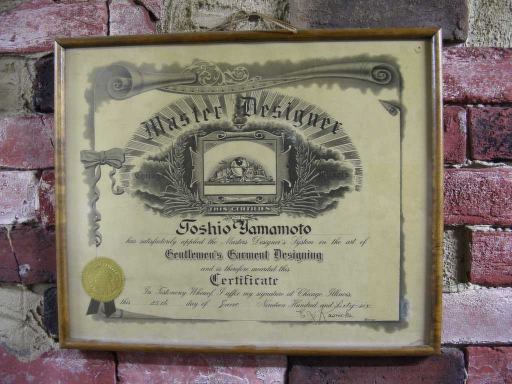 Master Designer
THIS CERTIFIES
Toshio Yamamoto
has satisfactorily applied the Masters Designer's System in the art of
Gentlemen's Garment Designing
and is therefore awarded this
Certificate
In Testimony Whereof, I affix my signature at Chicago, Illinois,
this 25th day of June Nineteen Hundred and Sixty-six